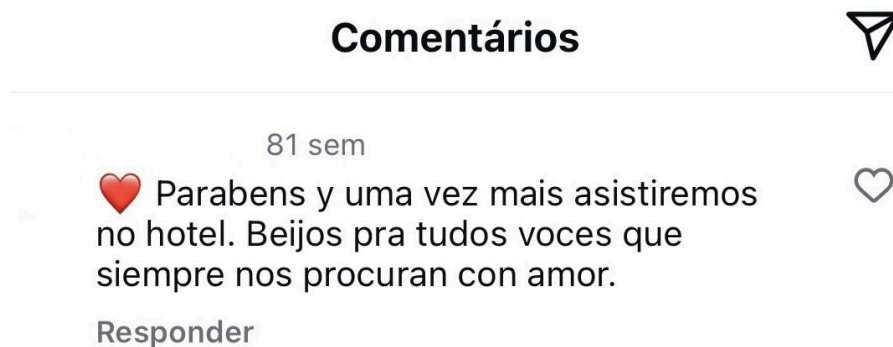 Comentários
81 sem
❤️ Parabens y uma vez mais asistiremos
no hotel. Beijos pra tudos voces que
siempre nos procuran con amor.
Responder